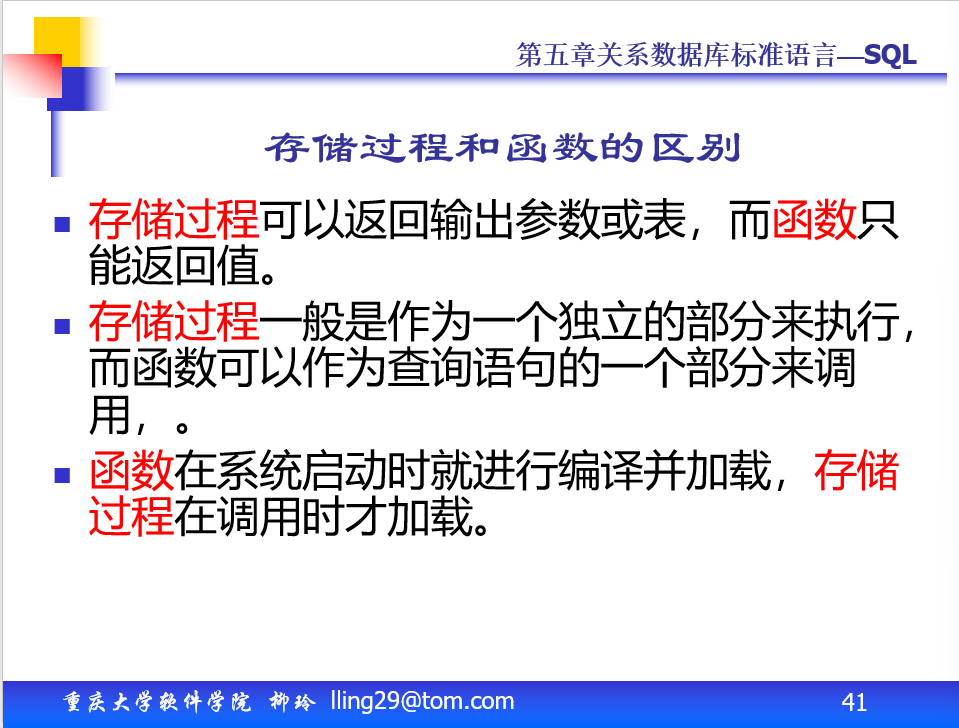 第五章关系数据库标准语言—SQL
存储过程和函数的区别
存储过程可以返回输出参数或表，而函数只
能返回值。
存储过程一般是作为一个独立的部分来执行，
而函数可以作为查询语句的一个部分来调
用，。
函数在系统启动时就进行编译并加载，存储
过程在调用时才加载。
重庆大学软件学院 柳玲 lling29@tom.com 41